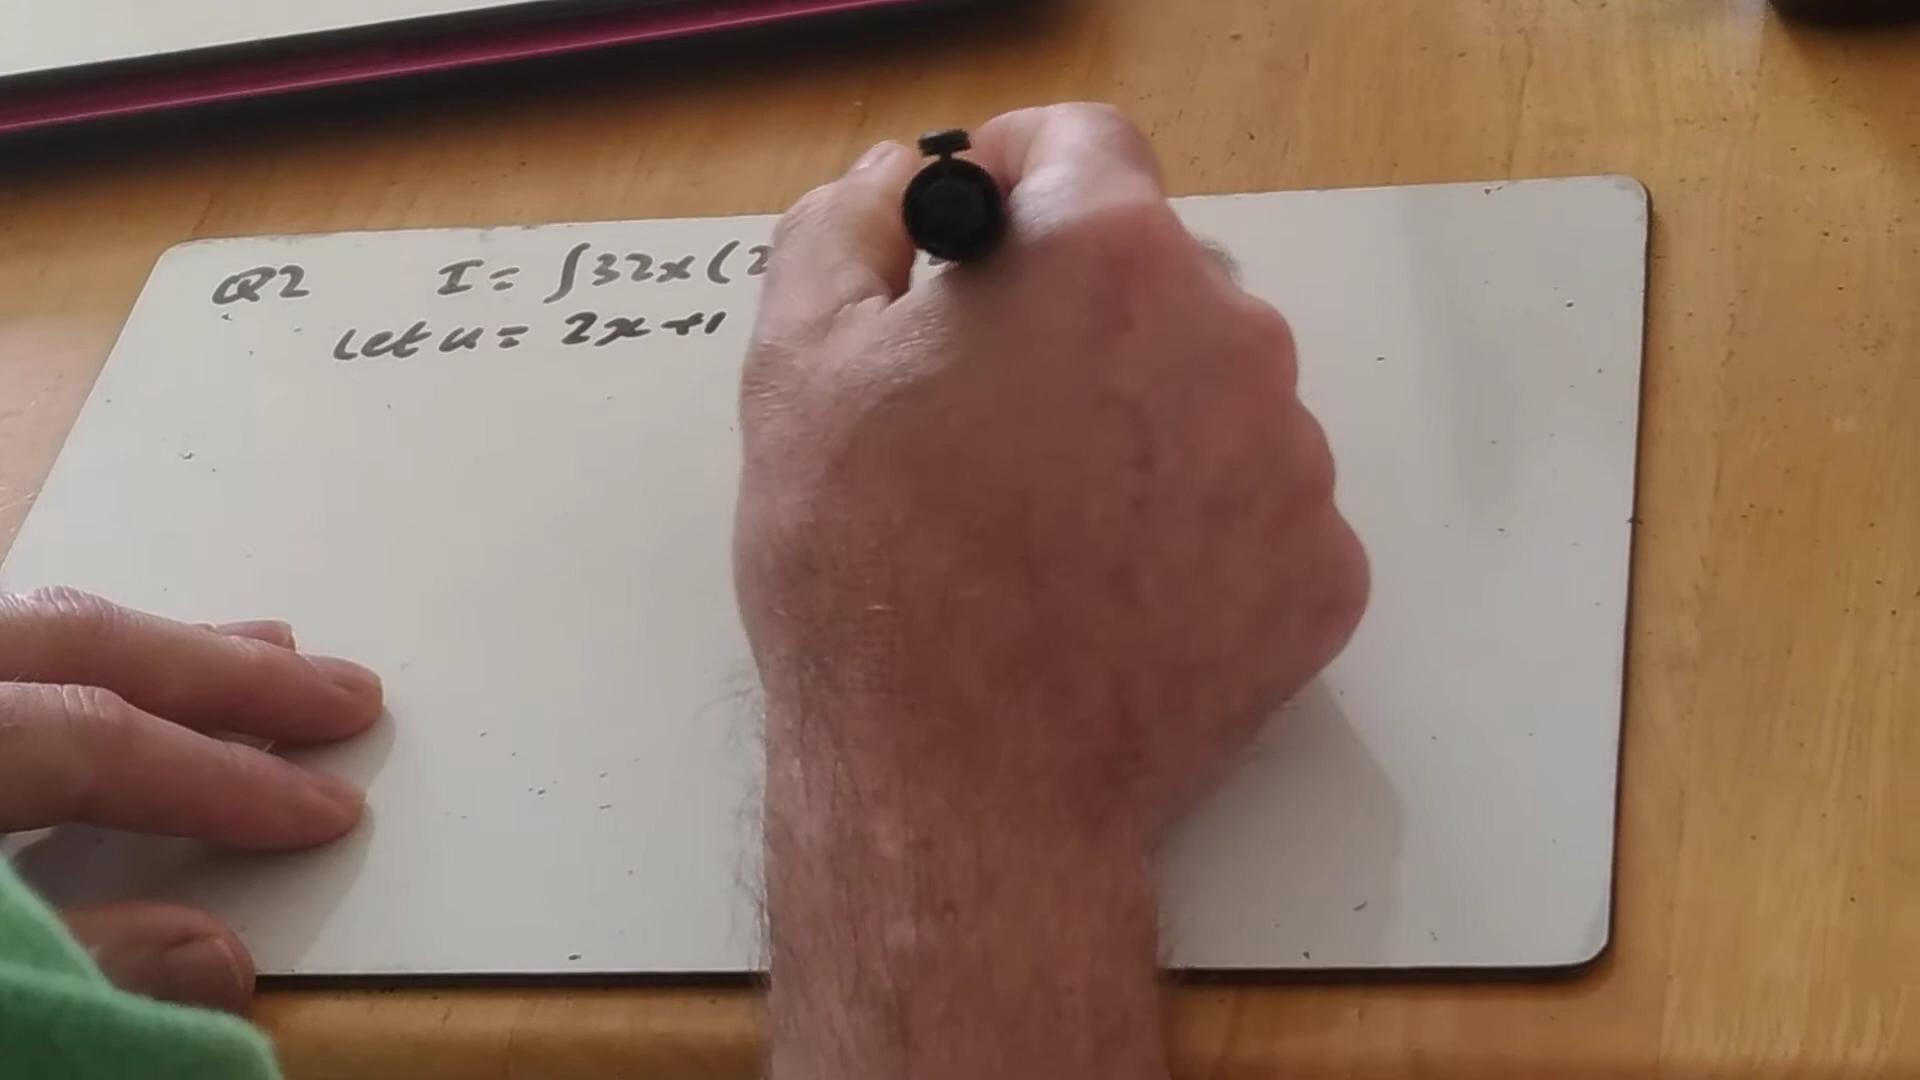 Q2 I = ∫32x(2
Let u = 2x+1